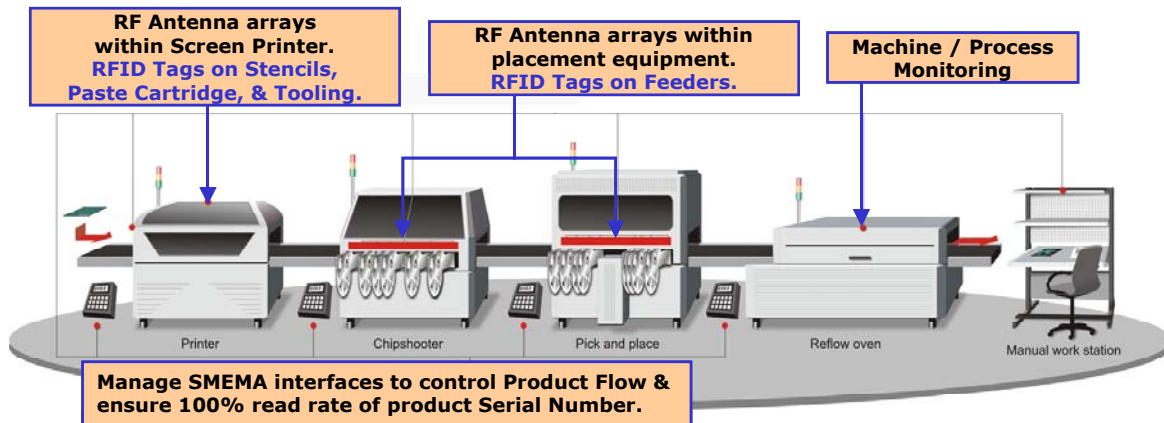 RF Antenna arrays
within Screen Printer.
RFID Tags on Stencils,
Paste Cartridge, & Tooling.
RF Antenna arrays within
placement equipment.
RFID Tags on Feeders.
Machine / Process
Monitoring
Printer
Chipshooter
Pick and place
Reflow oven
Manual work station
Manage SMEMA interfaces to control Product Flow &
ensure 100% read rate of product Serial Number.